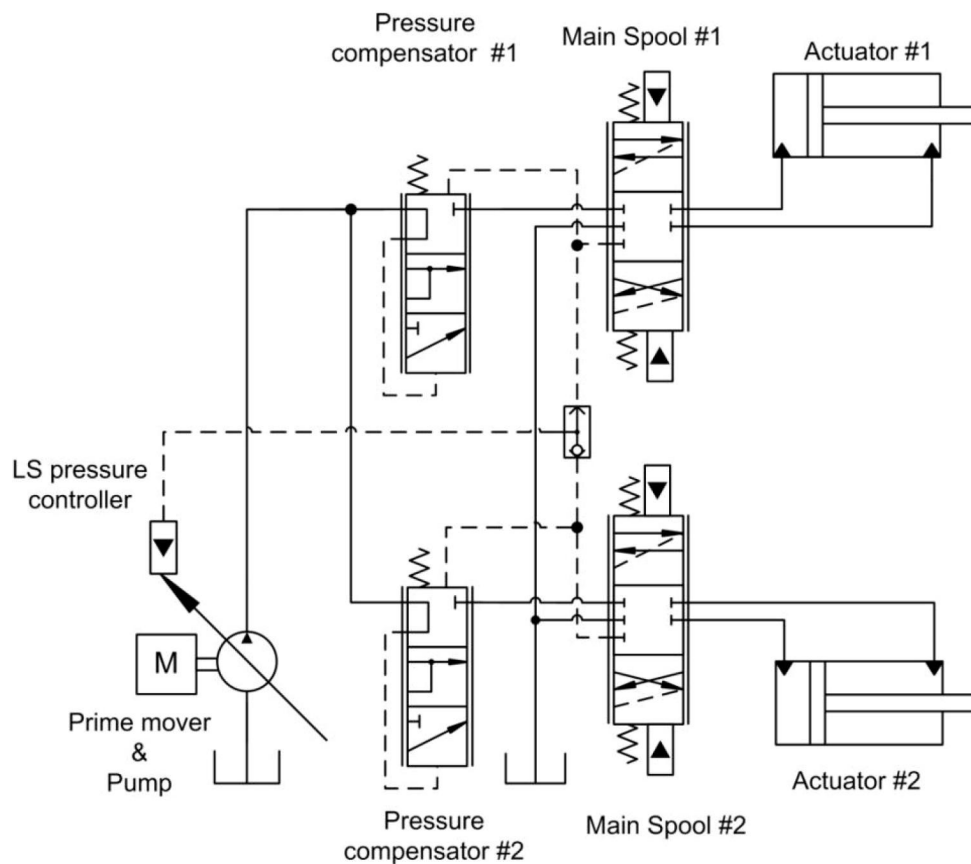 Pressure
compensator #1
Main Spool #1
Actuator #1
LS pressure
controller
M
Prime mover
&
Pump
Pressure
compensator #2
Main Spool #2
Actuator #2